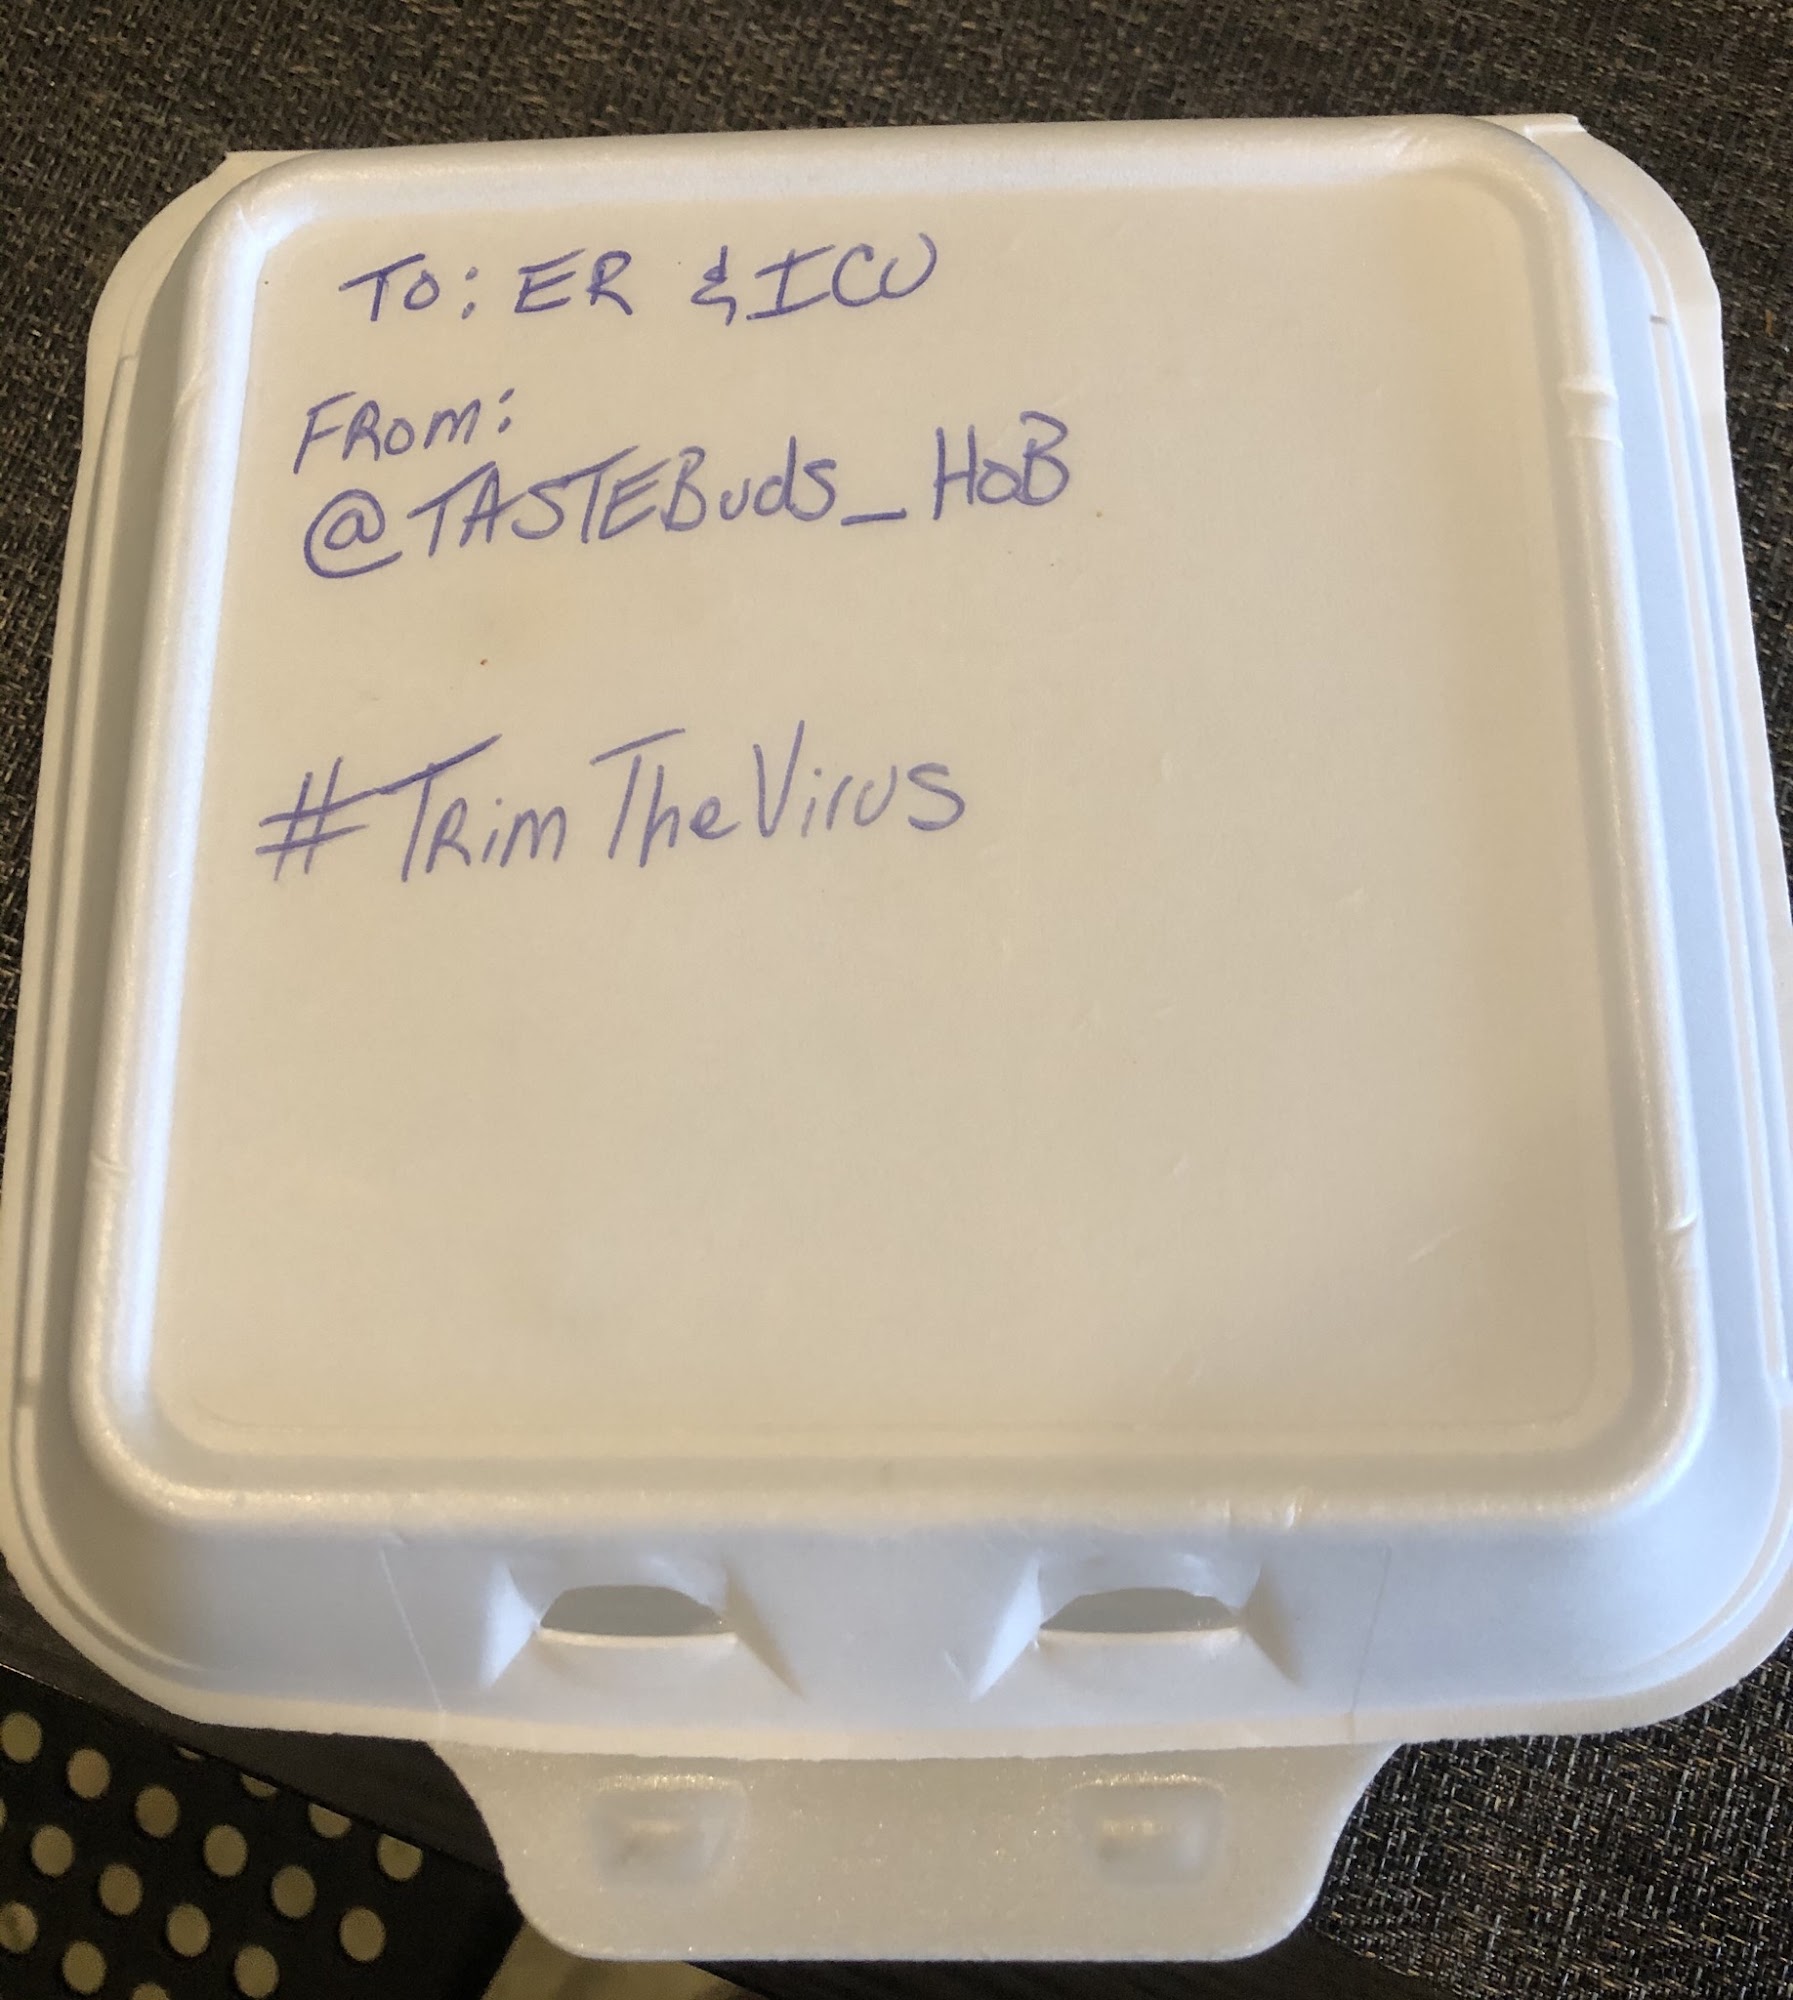 TO: ER & ICU
FROM:
@TASTEBuds_HoB
#TRimTheVirus